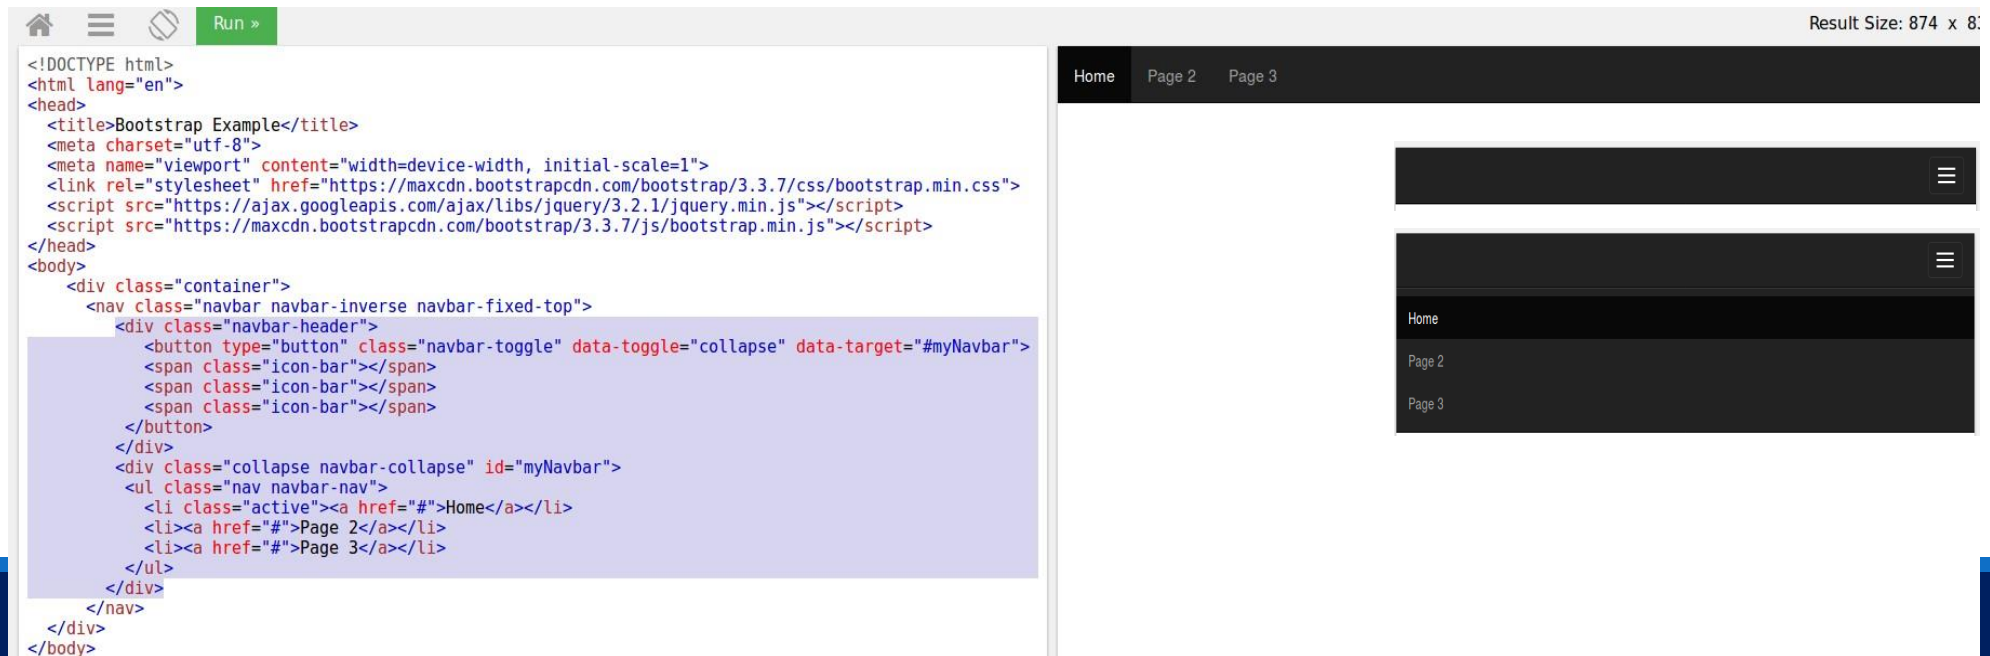 Run »
Result Size: 874 x 83
<!DOCTYPE html>
<html lang="en">
<head>
  <title>Bootstrap Example</title>
  <meta charset="utf-8">
  <meta name="viewport" content="width=device-width, initial-scale=1">
  <link rel="stylesheet" href="https://maxcdn.bootstrapcdn.com/bootstrap/3.3.7/css/bootstrap.min.css">
  <script src="https://ajax.googleapis.com/ajax/libs/jquery/3.2.1/jquery.min.js"></script>
  <script src="https://maxcdn.bootstrapcdn.com/bootstrap/3.3.7/js/bootstrap.min.js"></script>
</head>
<body>
    <div class="container">
      <nav class="navbar navbar-inverse navbar-fixed-top">
         <div class="navbar-header">
            <button type="button" class="navbar-toggle" data-toggle="collapse" data-target="#myNavbar">
            <span class="icon-bar"></span>
            <span class="icon-bar"></span>
            <span class="icon-bar"></span>
          </button>
         </div>
         <div class="collapse navbar-collapse" id="myNavbar">
          <ul class="nav navbar-nav">
            <li class="active"><a href="#">Home</a></li>
            <li><a href="#">Page 2</a></li>
            <li><a href="#">Page 3</a></li>
          </ul>
        </div>
      </nav>
  </div>
</body>
Home Page 2 Page 3
Home
Page 2
Page 3